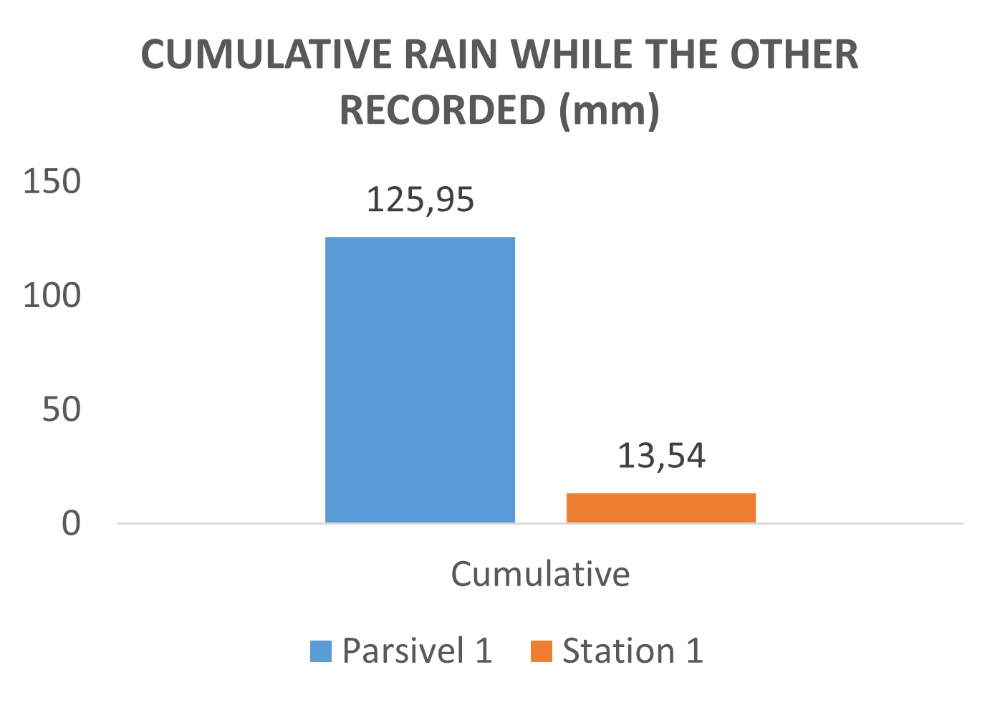 CUMULATIVE RAIN WHILE THE OTHER
RECORDED (mm)
150
125,95
100
50
13,54
0
Cumulative
Parsivel 1
Station 1